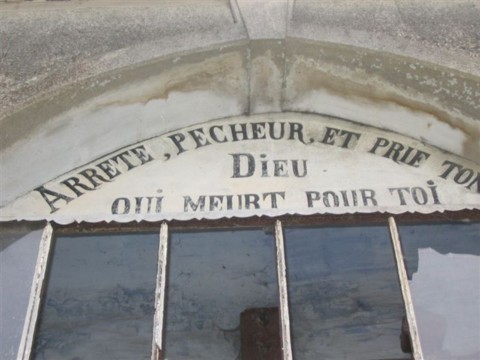 ARRETE, PECHEUR, ET PRIE TON
DIEU
QUI MEURT POUR TOI